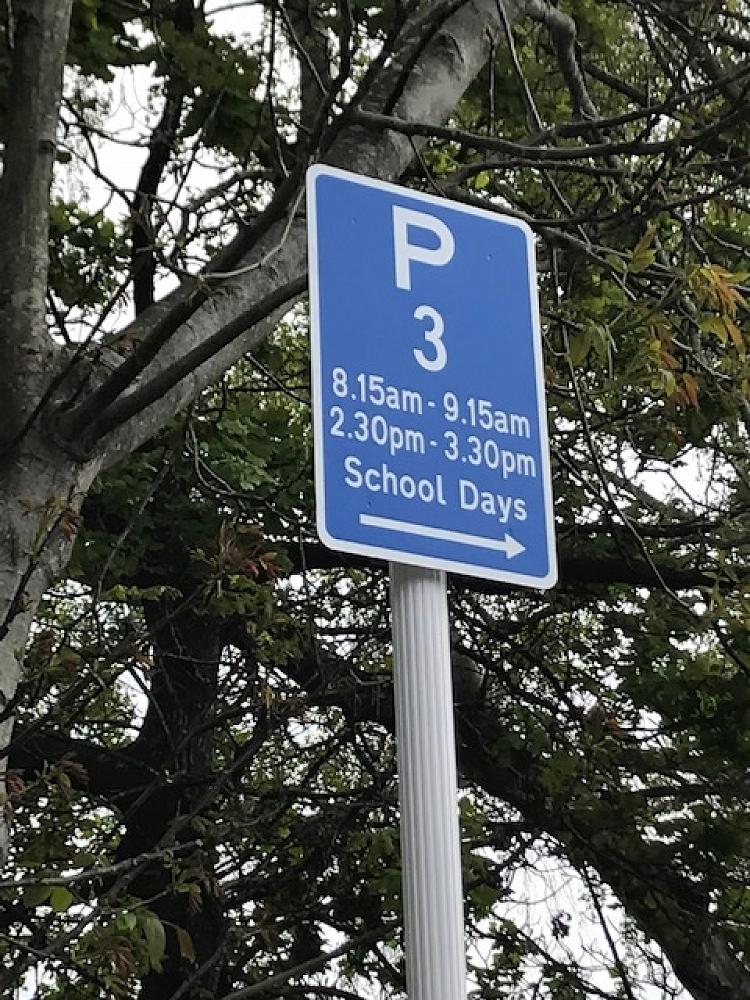 P
3
8.15am - 9.15am
2.30pm - 3.30pm
School Days